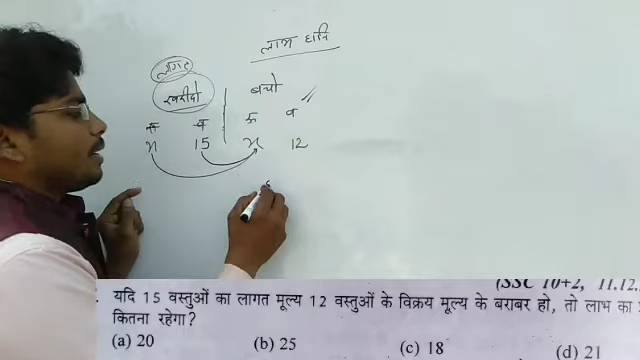 लाभ हानि
लागत
खरीदो बेचो
रू व रू व
x 15 x 12
(SSC 10+2, 11.12.
यदि 15 वस्तुओं का लागत मूल्य 12 वस्तुओं के विक्रय मूल्य के बराबर हो, तो लाभ का
कितना रहेगा?
(a) 20 (b) 25 (c) 18 (d) 21